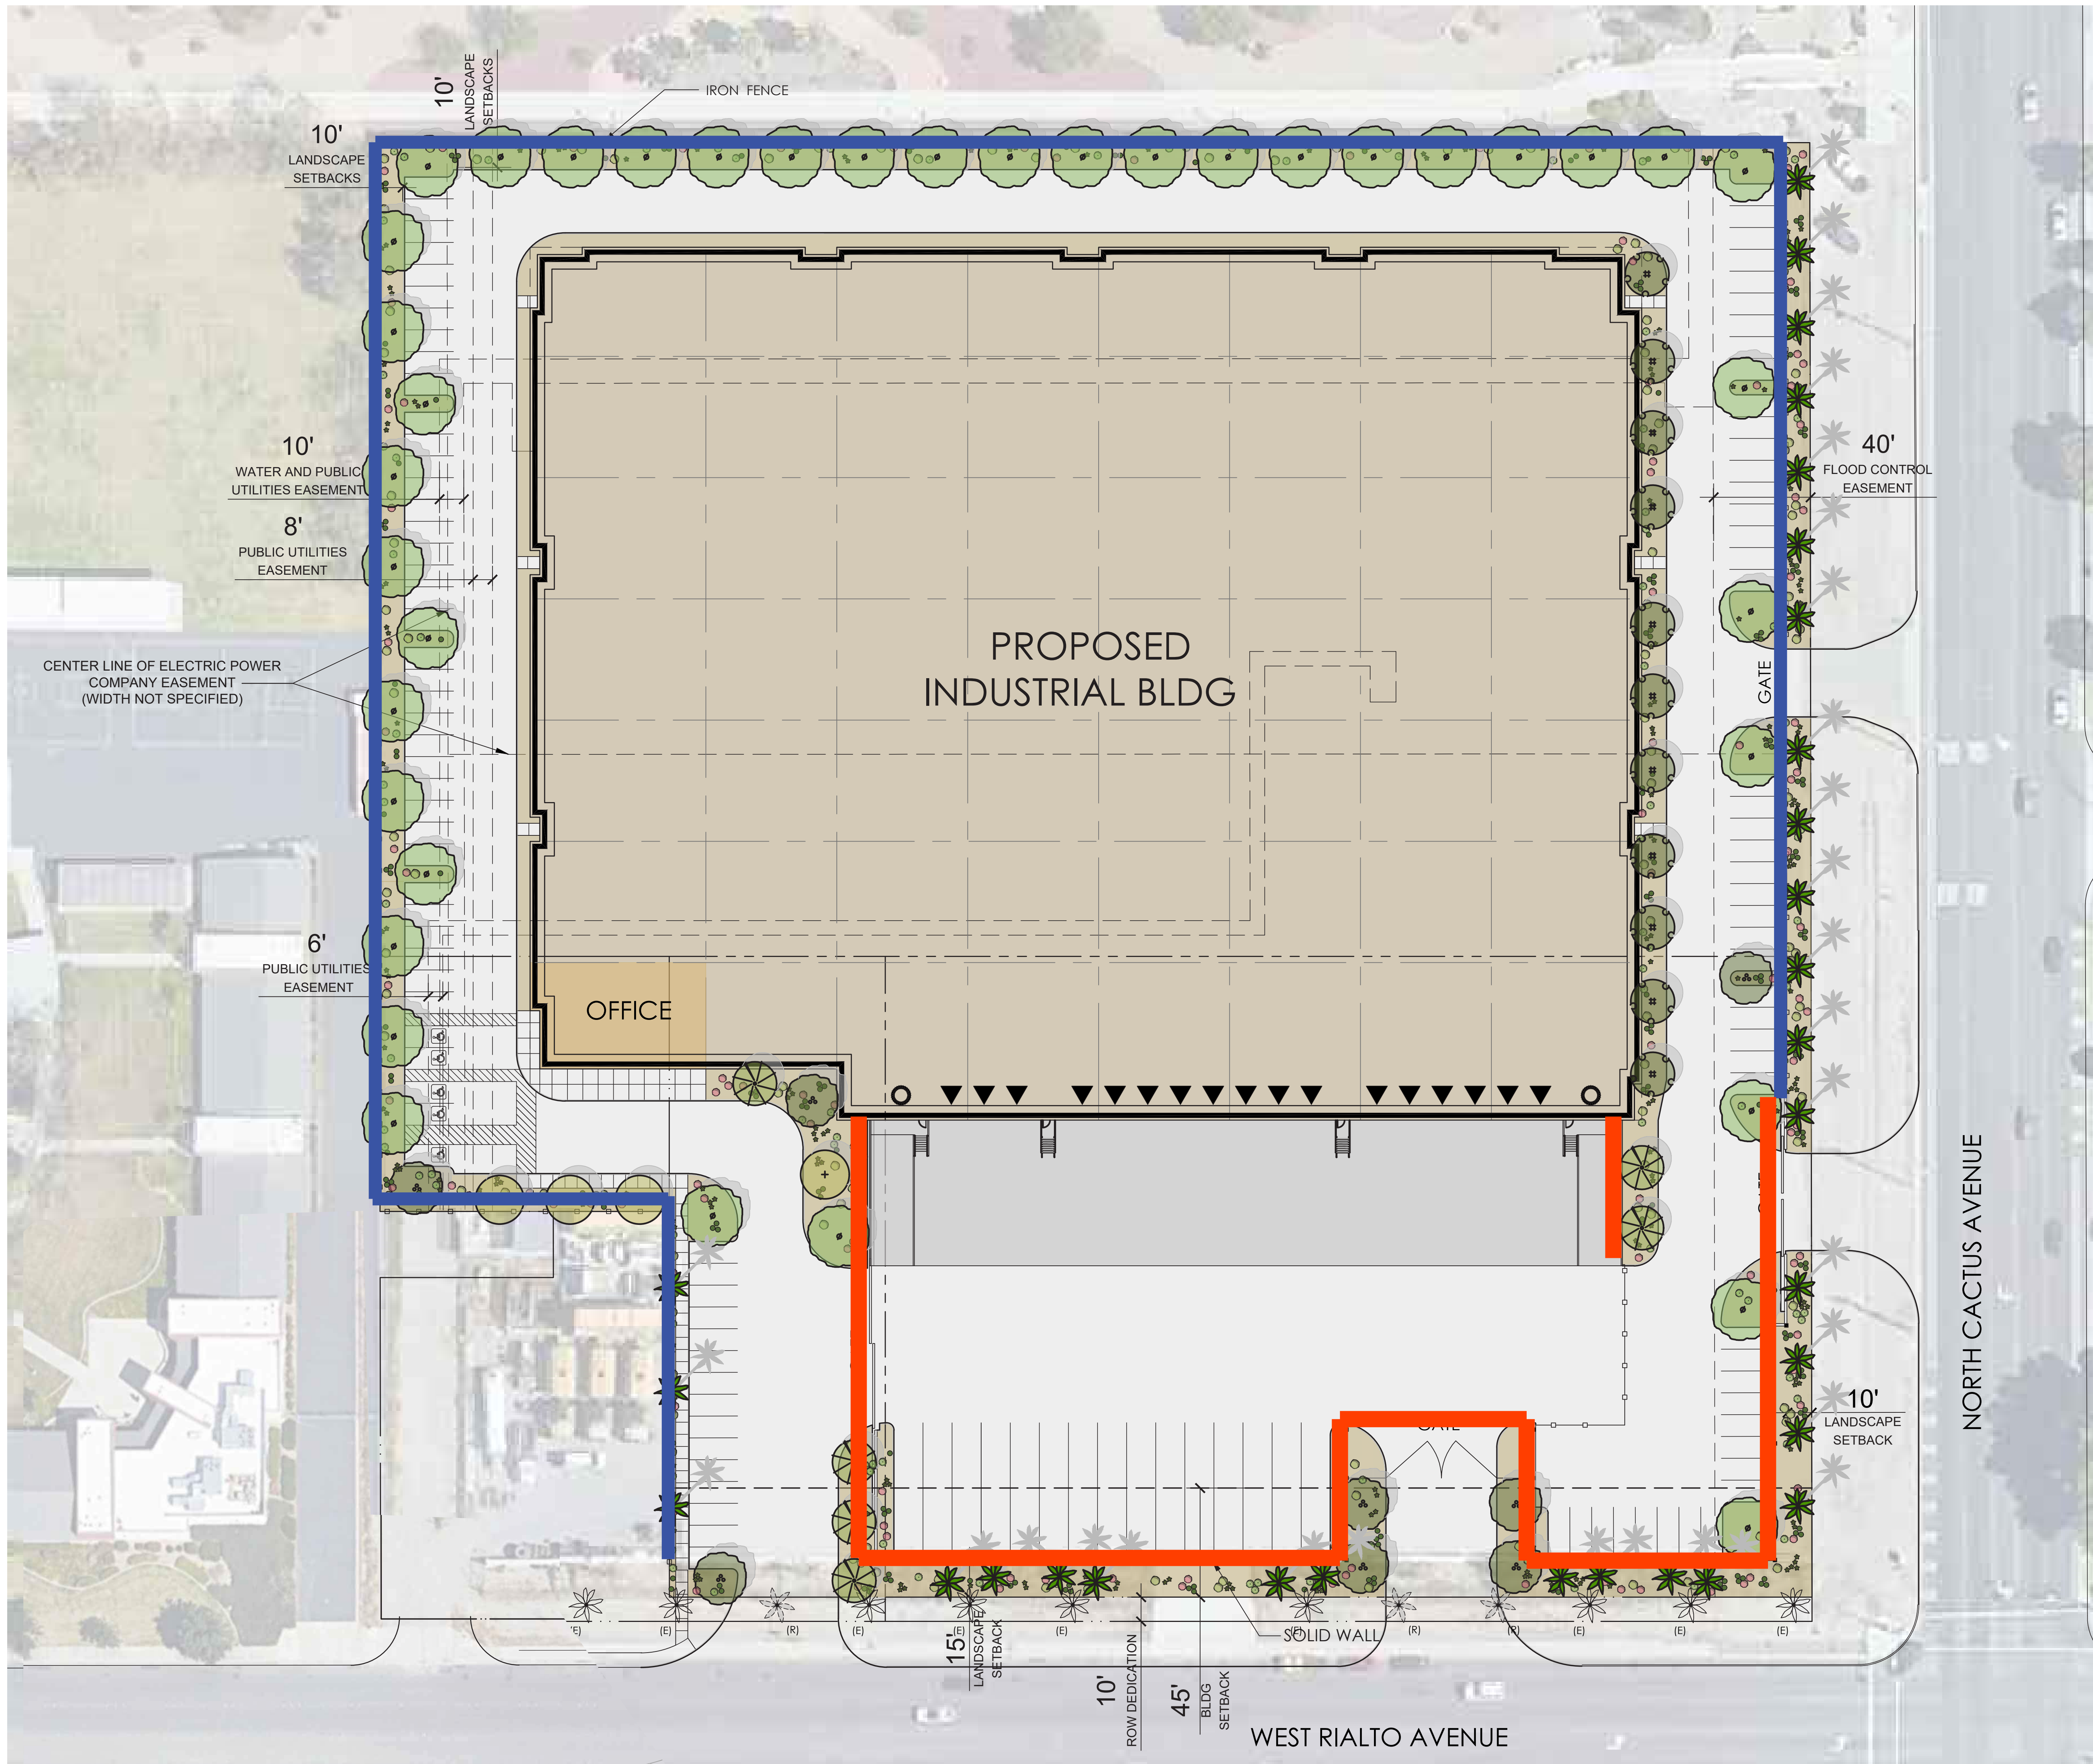 10'
LANDSCAPE
SETBACKS
IRON FENCE
10'
LANDSCAPE
SETBACKS
10'
WATER AND PUBLIC
UTILITIES EASEMENT
8'
PUBLIC UTILITIES
EASEMENT
40'
FLOOD CONTROL
EASEMENT
CENTER LINE OF ELECTRIC POWER
COMPANY EASEMENT
(WIDTH NOT SPECIFIED)
PROPOSED
INDUSTRIAL BLDG
GATE
6'
PUBLIC UTILITIES
EASEMENT
OFFICE
GATE
NORTH CACTUS AVENUE
10'
LANDSCAPE
SETBACK
GATE
(E)
(E)
(R)
(E)
(E)
(E)
(E)
(R)
(R)
(E)
(E)
(E)
SOLID WALL
15'
LANDSCAPE
SETBACK
10'
ROW DEDICATION
45'
BLDG
SETBACK
WEST RIALTO AVENUE